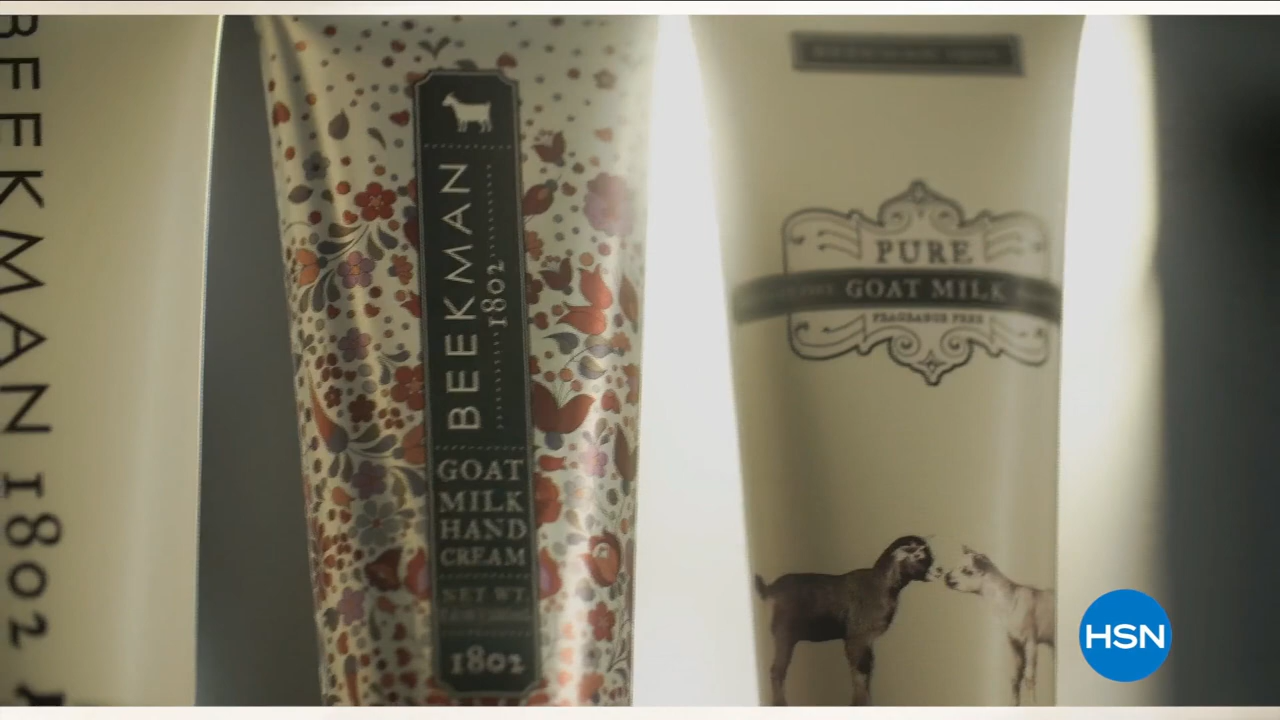 BEEKMAN 1802
BEEKMAN
1802
GOAT
MILK
HAND
CREAM
NET WT.
1802
PURE
GOAT MILK
FRAGRANCE FREE
HSN